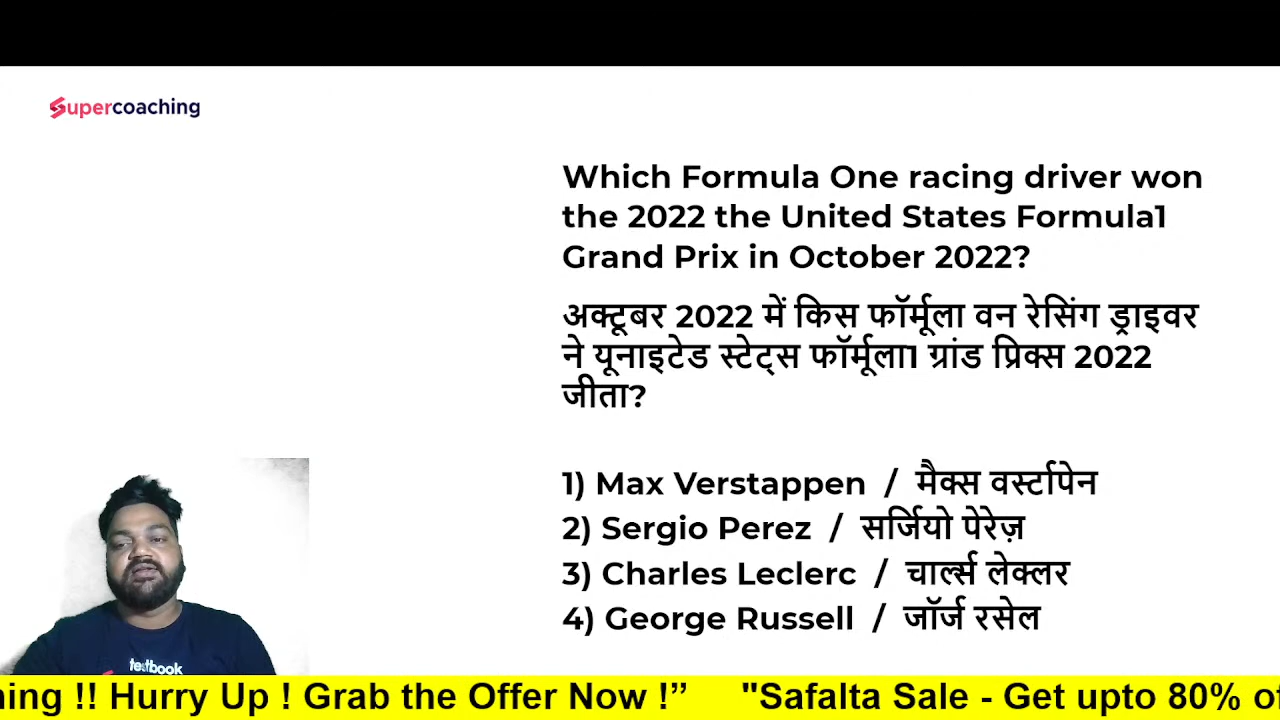 Supercoaching
Which Formula One racing driver won
the 2022 the United States Formula1
Grand Prix in October 2022?
अक्टूबर 2022 में किस फॉर्मूला वन रेसिंग ड्राइवर
ने यूनाइटेड स्टेट्स फॉर्मूला1 ग्रांड प्रिक्स 2022
जीता?
1) Max Verstappen / मैक्स वर्स्टापेन
2) Sergio Perez / सर्जियो पेरेज़
3) Charles Leclerc / चार्ल्स लेक्लर
4) George Russell / जॉर्ज रसेल
testbook
!! Hurry Up ! Grab the Offer Now !” "Safalta Sale - Get upto 80%